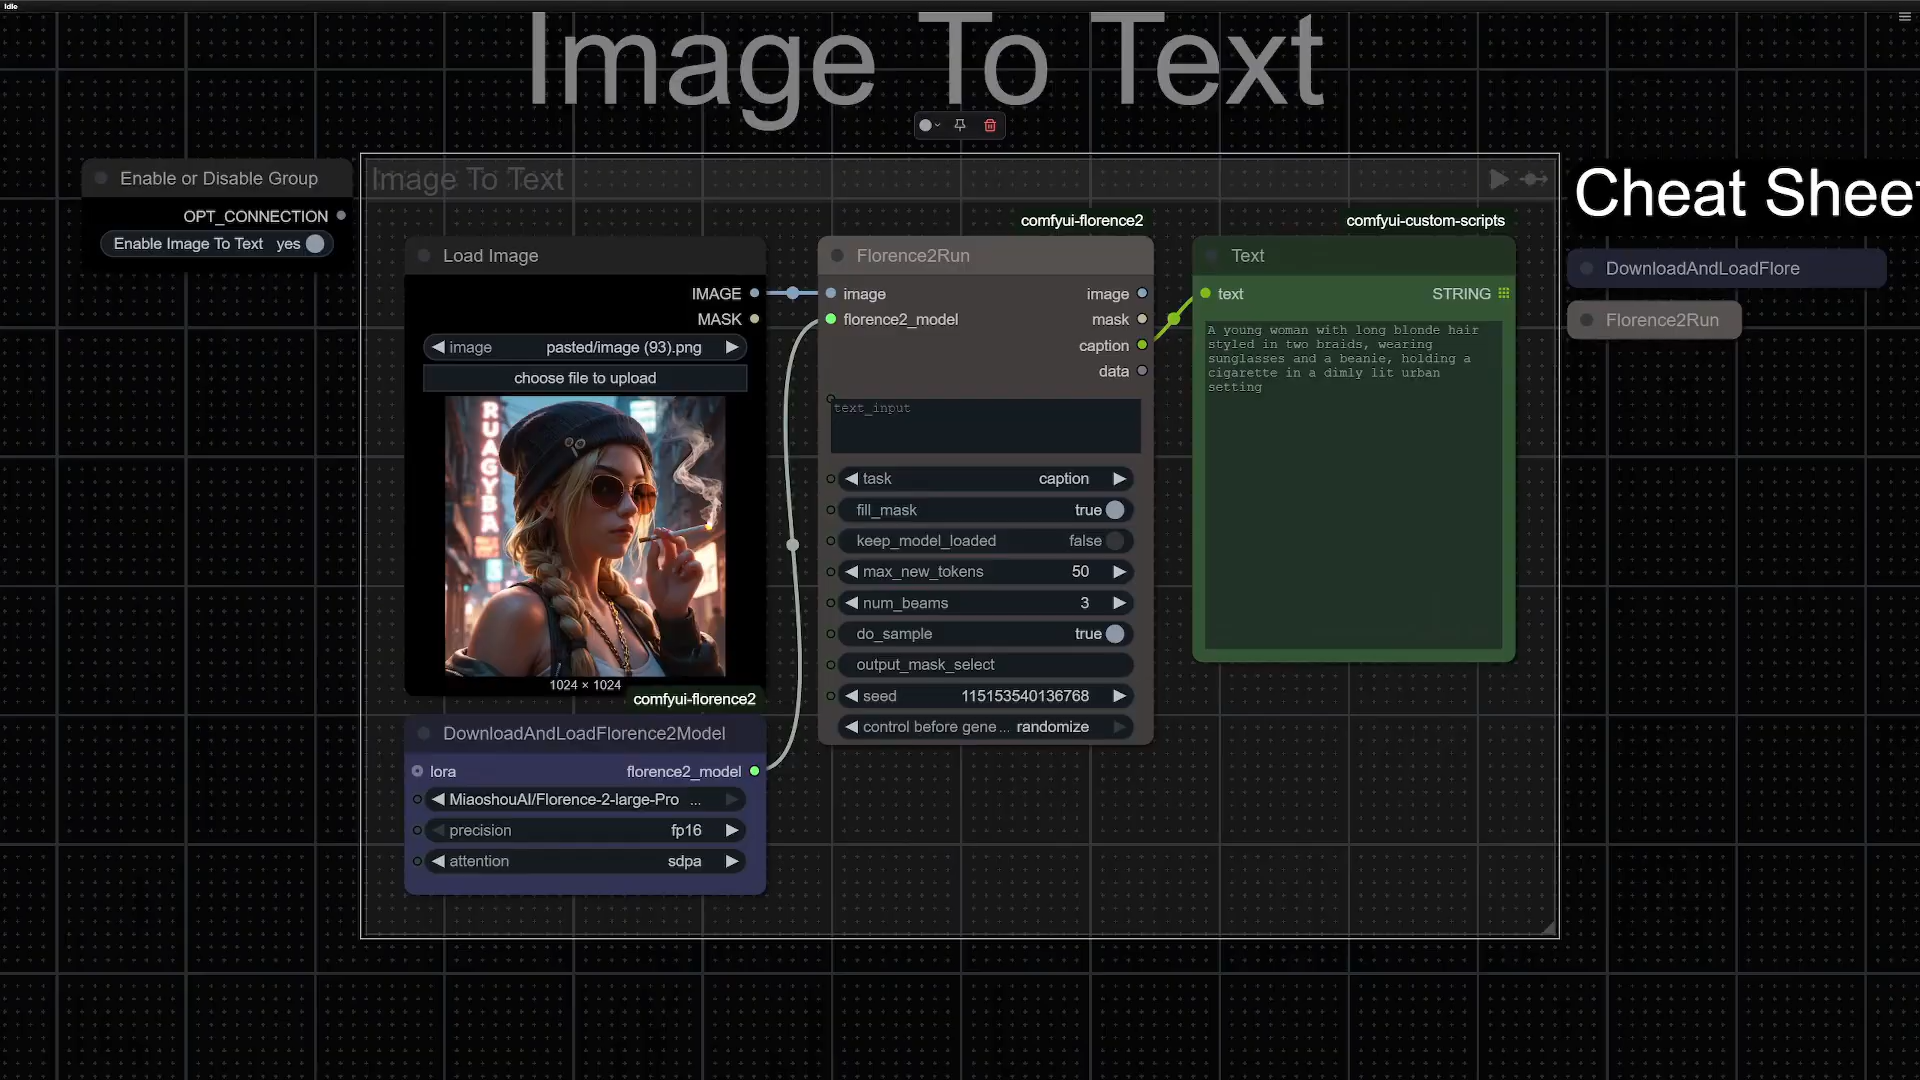 Idle
Image To Text
Enable or Disable Group
OPT_CONNECTION
Enable Image To Text yes
Image To Text
Load Image
IMAGE
MASK
image pasted/image (93).png
choose file to upload
RUAGYBA
1024 × 1024
comfyui-florence2
DownloadAndLoadFlorence2Model
lora florence2_model
MiaoshouAI/Florence-2-large-Pro ...
precision fp16
attention sdpa
comfyui-florence2
Florence2Run
image image
florence2_model mask
caption
data
text_input
task caption
fill_mask true
keep_model_loaded false
max_new_tokens 50
num_beams 3
do_sample true
output_mask_select
seed 115153540136768
control before gene ... randomize
comfyui-custom-scripts
Text
text STRING
A young woman with long blonde hair
styled in two braids, wearing
sunglasses and a beanie, holding a
cigarette in a dimly lit urban
setting
Cheat Sheet
DownloadAndLoadFlore
Florence2Run